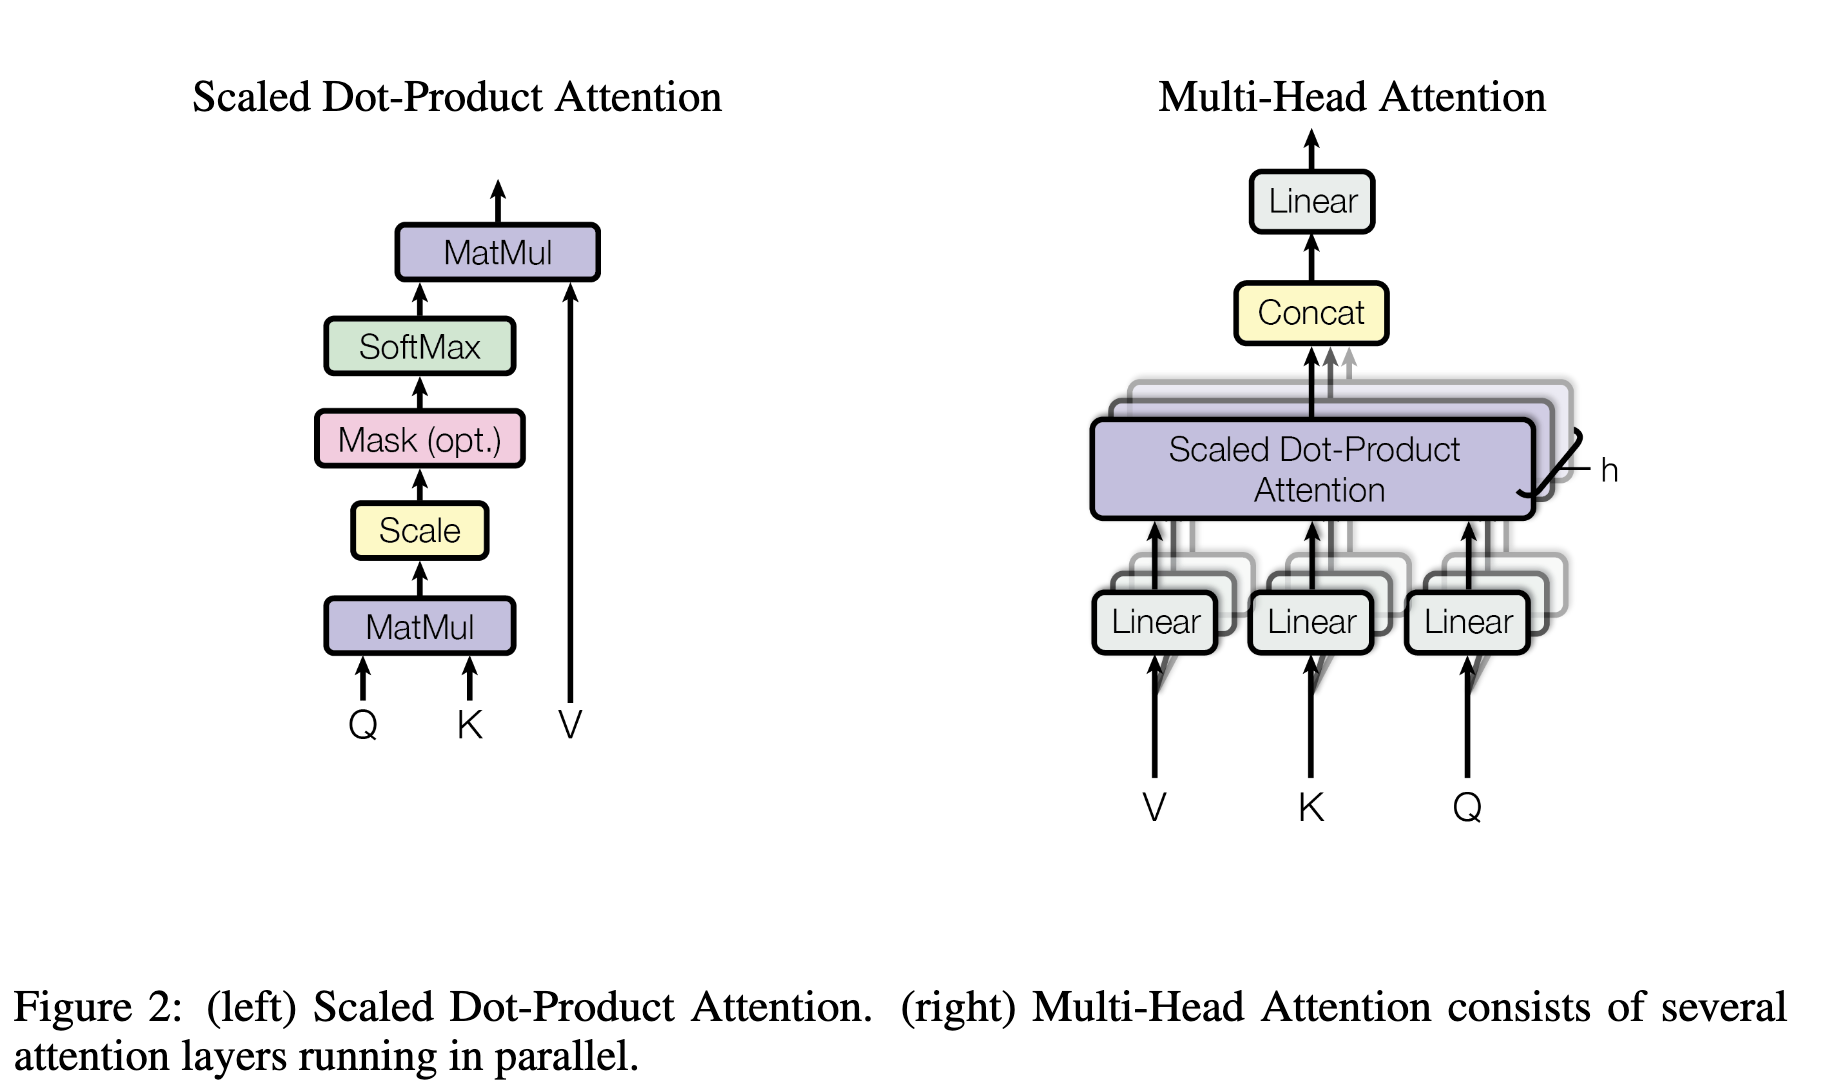 Scaled Dot-Product Attention
MatMul
SoftMax
Mask (opt.)
Scale
MatMul
Q K V
Multi-Head Attention
Linear
Concat
Scaled Dot-Product
Attention
h
Linear Linear Linear
V K Q
Figure 2: (left) Scaled Dot-Product Attention. (right) Multi-Head Attention consists of several
attention layers running in parallel.